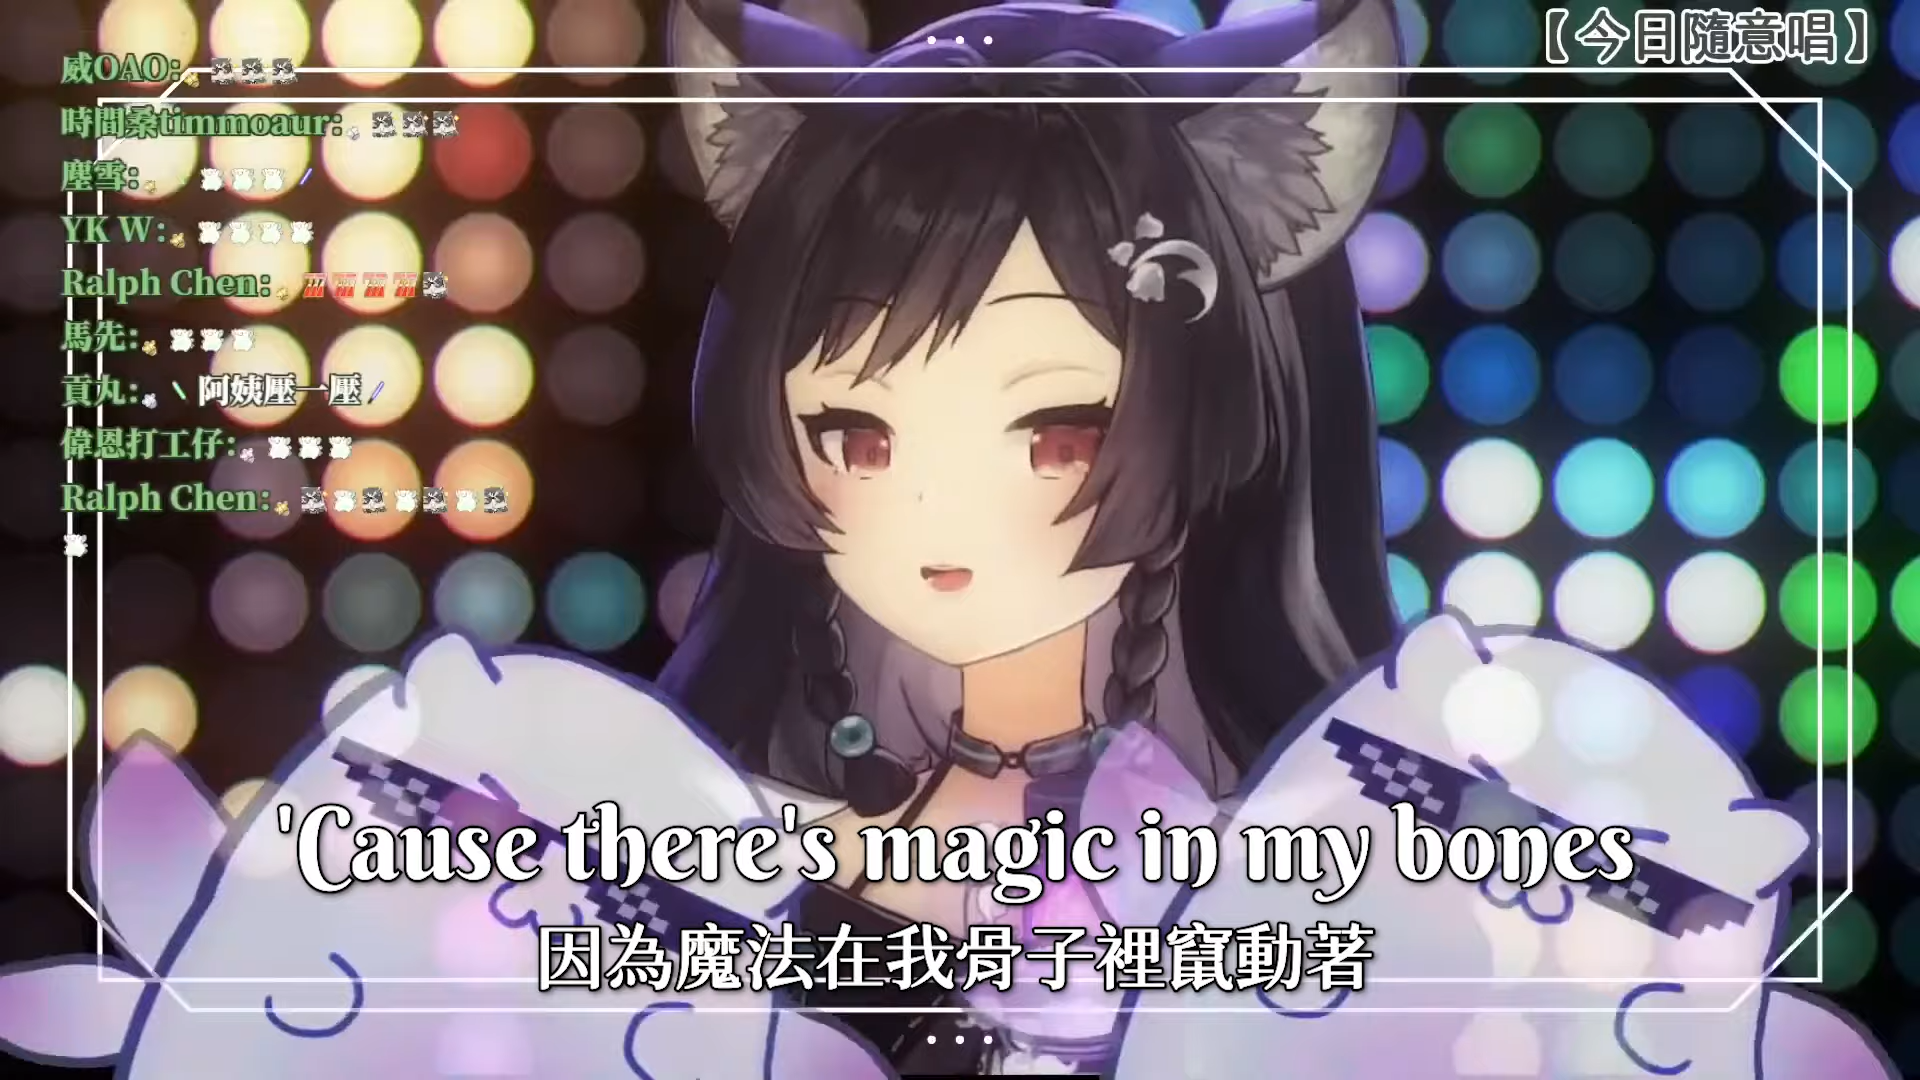 【今日隨意唱】
威OAO:
時間桑timmoaur:
塵雪:
YK W:
Ralph Chen:
馬先:
貢丸: 阿姨壓一壓
偉恩打工仔:
Ralph Chen:
'Cause there's magic in my bones
因為魔法在我骨子裡竄動著